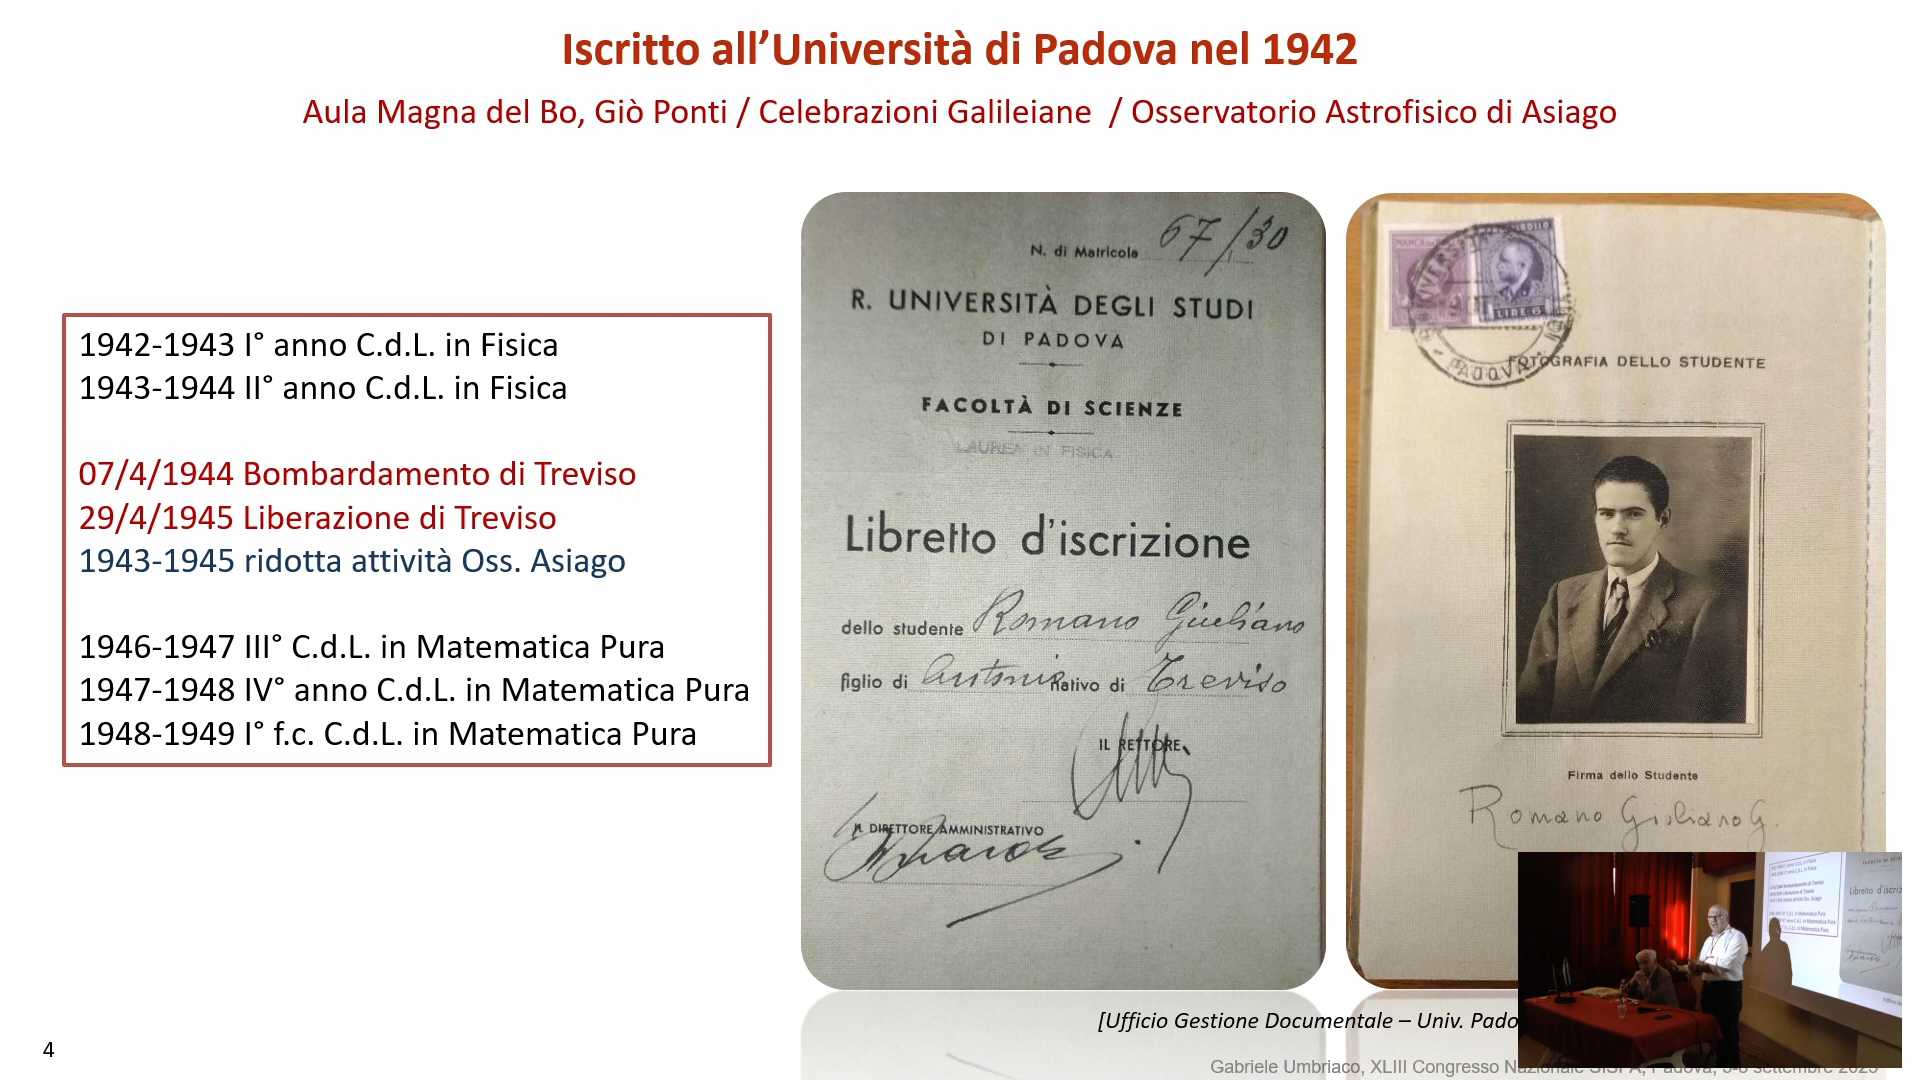 Iscritto all’Università di Padova nel 1942
Aula Magna del Bo, Giò Ponti / Celebrazioni Galileiane / Osservatorio Astrofisico di Asiago
1942-1943 I° anno C.d.L. in Fisica
1943-1944 II° anno C.d.L. in Fisica
07/4/1944 Bombardamento di Treviso
29/4/1945 Liberazione di Treviso
1943-1945 ridotta attività Oss. Asiago
1946-1947 III° C.d.L. in Matematica Pura
1947-1948 IV° anno C.d.L. in Matematica Pura
1948-1949 I° f.c. C.d.L. in Matematica Pura
N. di Matricola 67/30
R. UNIVERSITÀ DEGLI STUDI
DI PADOVA
FACOLTÀ DI SCIENZE
LAUREA IN FISICA
Libretto d'iscrizione
dello studente Romano Giuliano
figlio di Antonio nativo di Treviso
IL RETTORE
IL DIRETTORE AMMINISTRATIVO
LIRE 6
PADOVA
FOTOGRAFIA DELLO STUDENTE
Firma dello Studente
Romano Giuliano G.
[Ufficio Gestione Documentale – Univ. Pado
Gabriele Umbriaco, XLIII Congresso
4